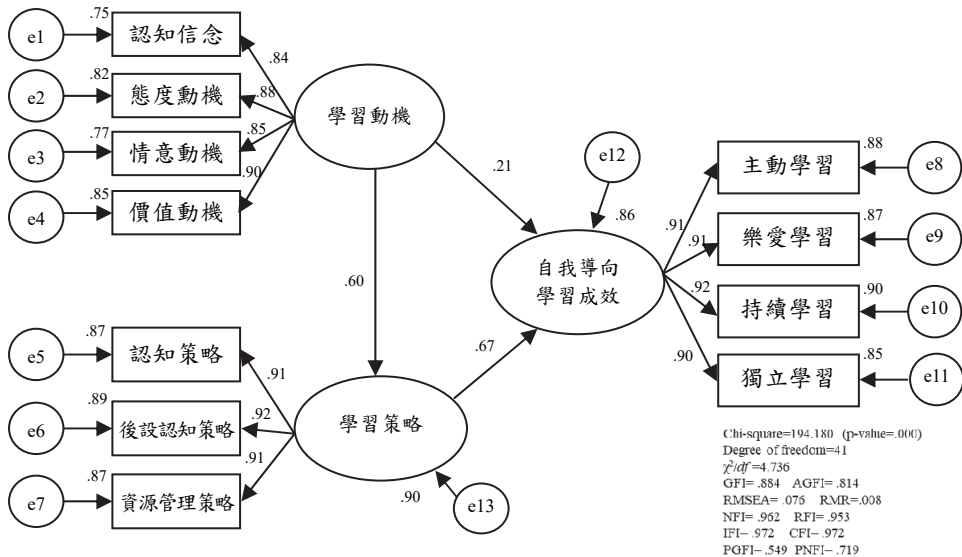 e1
.75
認知信念
e2
.82
態度動機
e3
.77
情意動機
e4
.85
價值動機
.84
.88
.85
.90
學習動機
.21
.60
e12
.86
自我導向
學習成效
.67
.91
.91
.92
.90
主動學習
.88
e8
樂愛學習
.87
e9
持續學習
.90
e10
獨立學習
.85
e11
e5
.87
認知策略
e6
.89
後設認知策略
e7
.87
資源管理策略
.91
.92
.91
學習策略
.90
e13
Chi-square=194.180 (p-value=.000)
Degree of freedom=41
χ²/df=4.736
GFI= .884 AGFI= .814
RMSEA= .076 RMR=.008
NFI= .962 RFI= .953
IFI= .972 CFI= .972
PGFI= .549 PNFI= .719